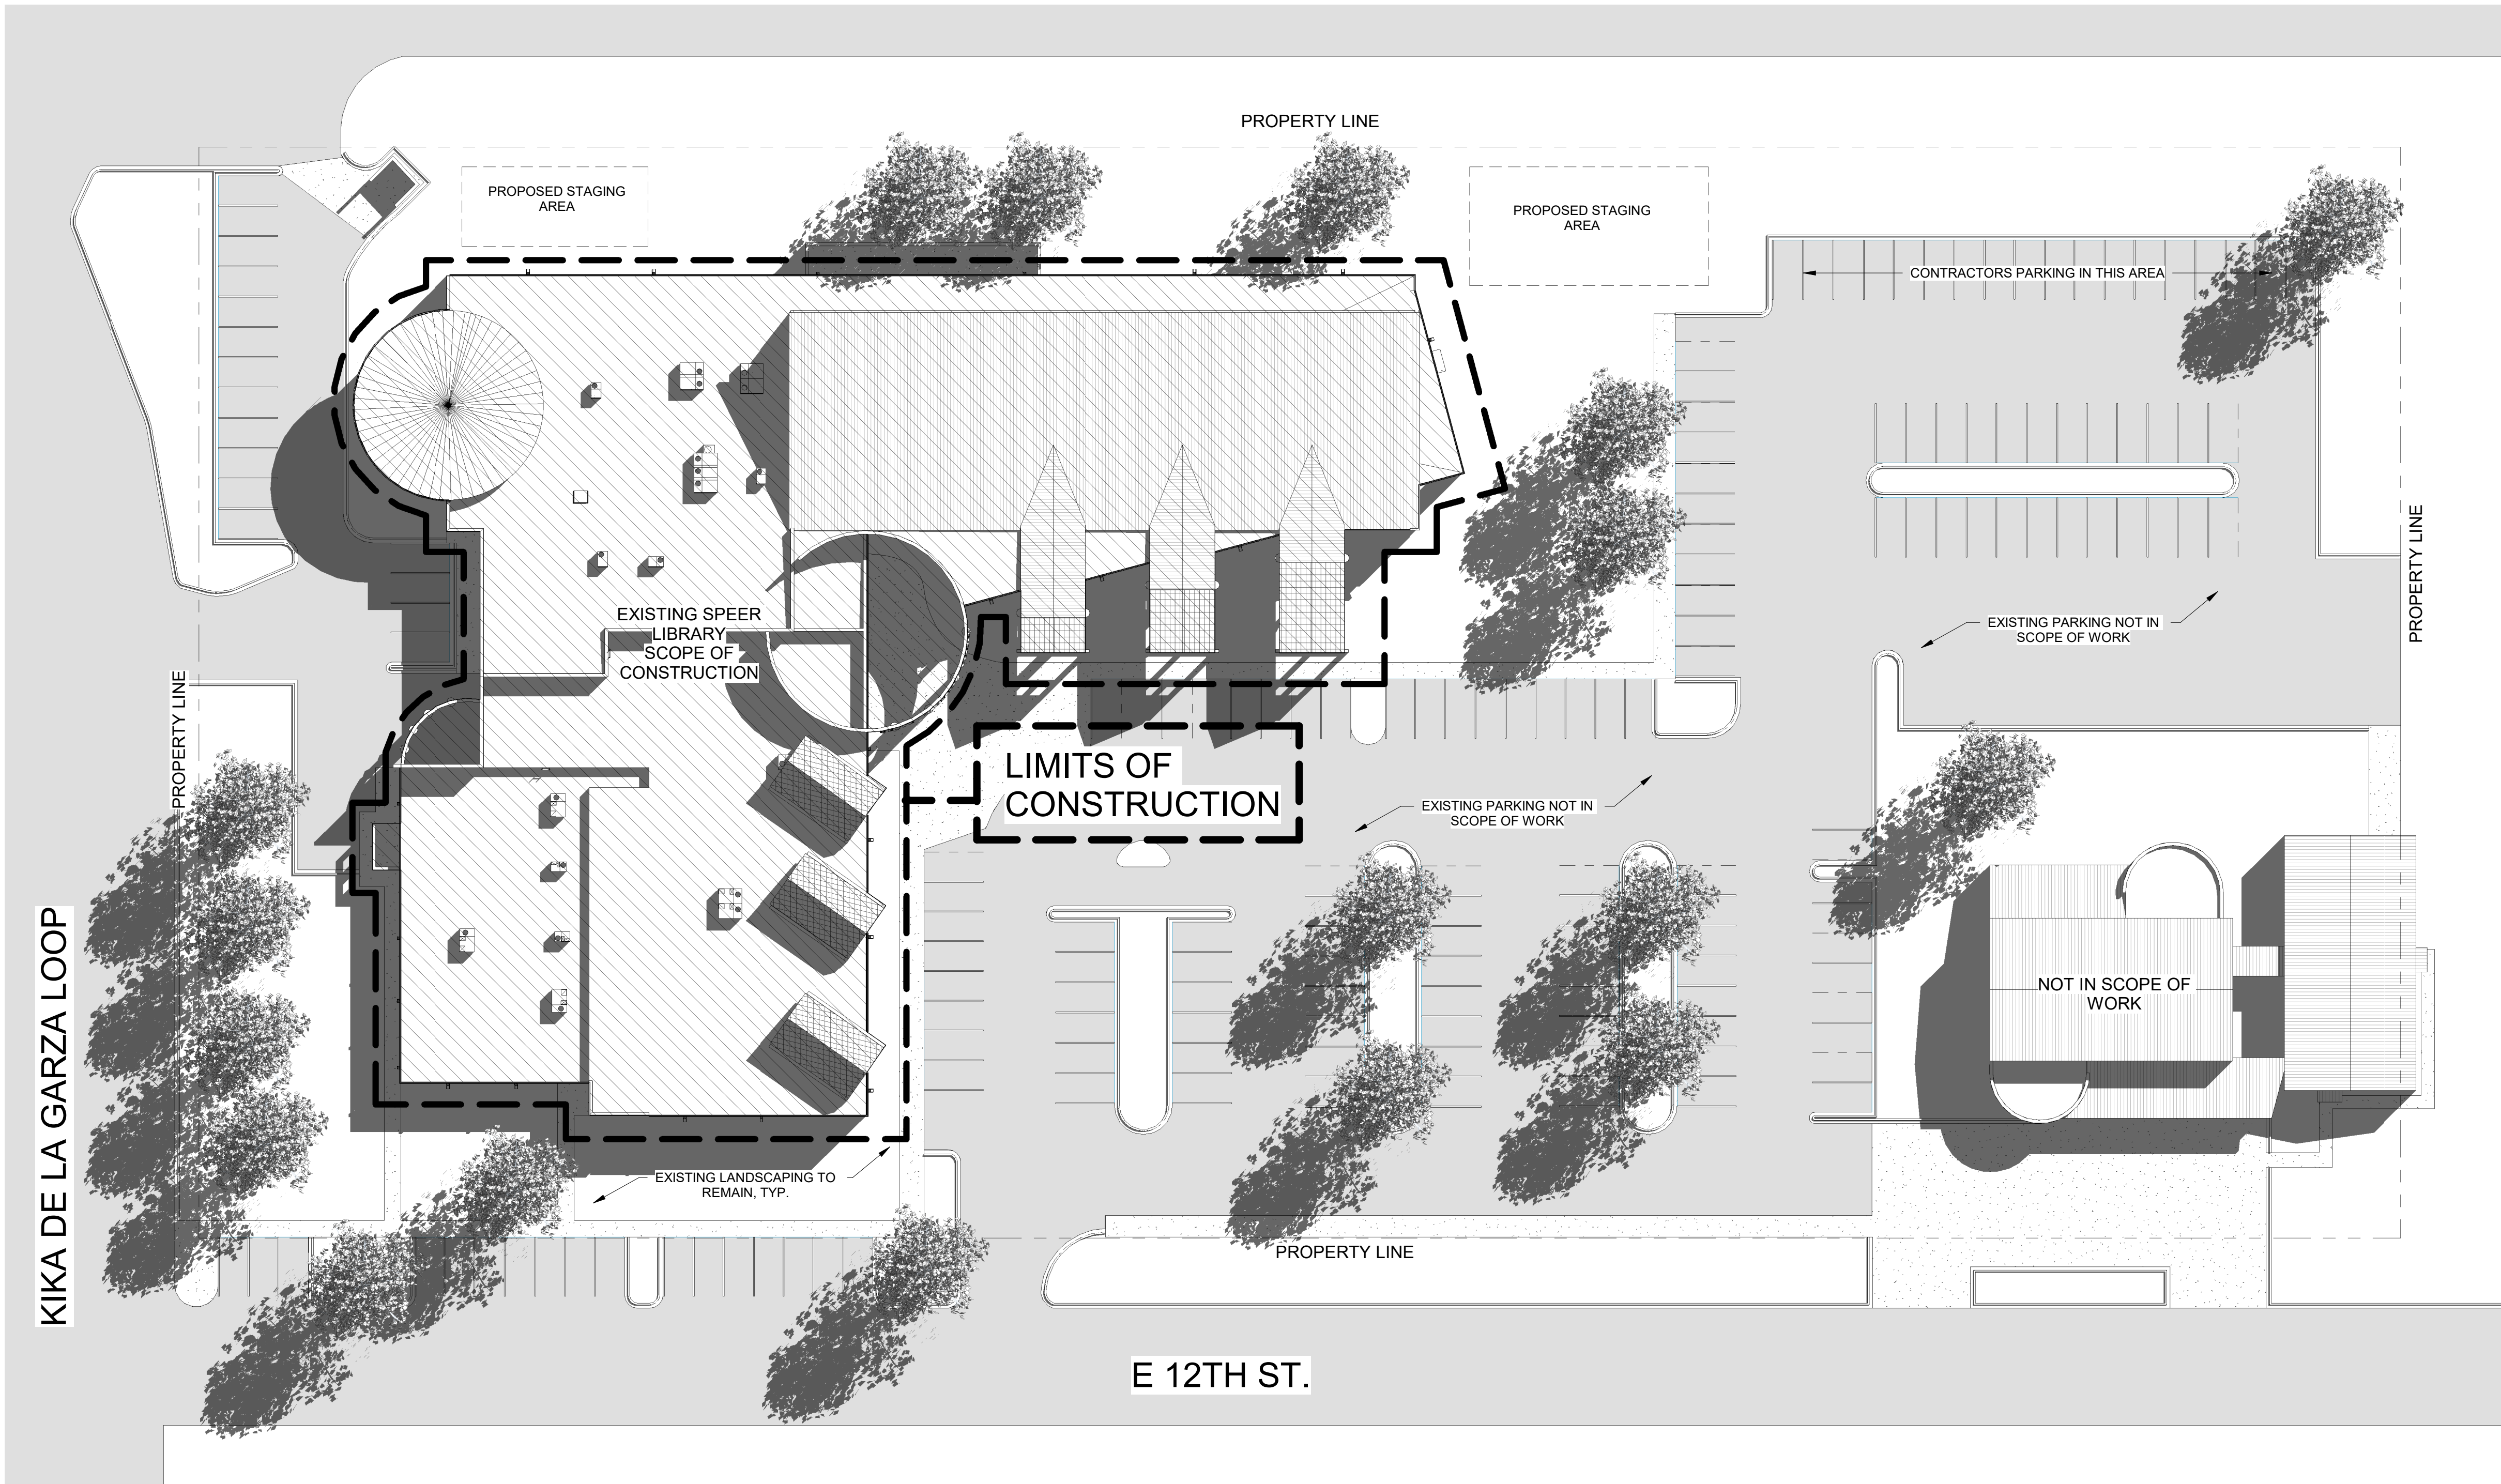 PROPERTY LINE
PROPOSED STAGING
AREA
PROPOSED STAGING
AREA
CONTRACTORS PARKING IN THIS AREA
PROPERTY LINE
EXISTING SPEER
LIBRARY
SCOPE OF
CONSTRUCTION
EXISTING PARKING NOT IN
SCOPE OF WORK
PROPERTY LINE
LIMITS OF
CONSTRUCTION
EXISTING PARKING NOT IN
SCOPE OF WORK
KIKA DE LA GARZA LOOP
NOT IN SCOPE OF
WORK
EXISTING LANDSCAPING TO
REMAIN, TYP.
PROPERTY LINE
E 12TH ST.